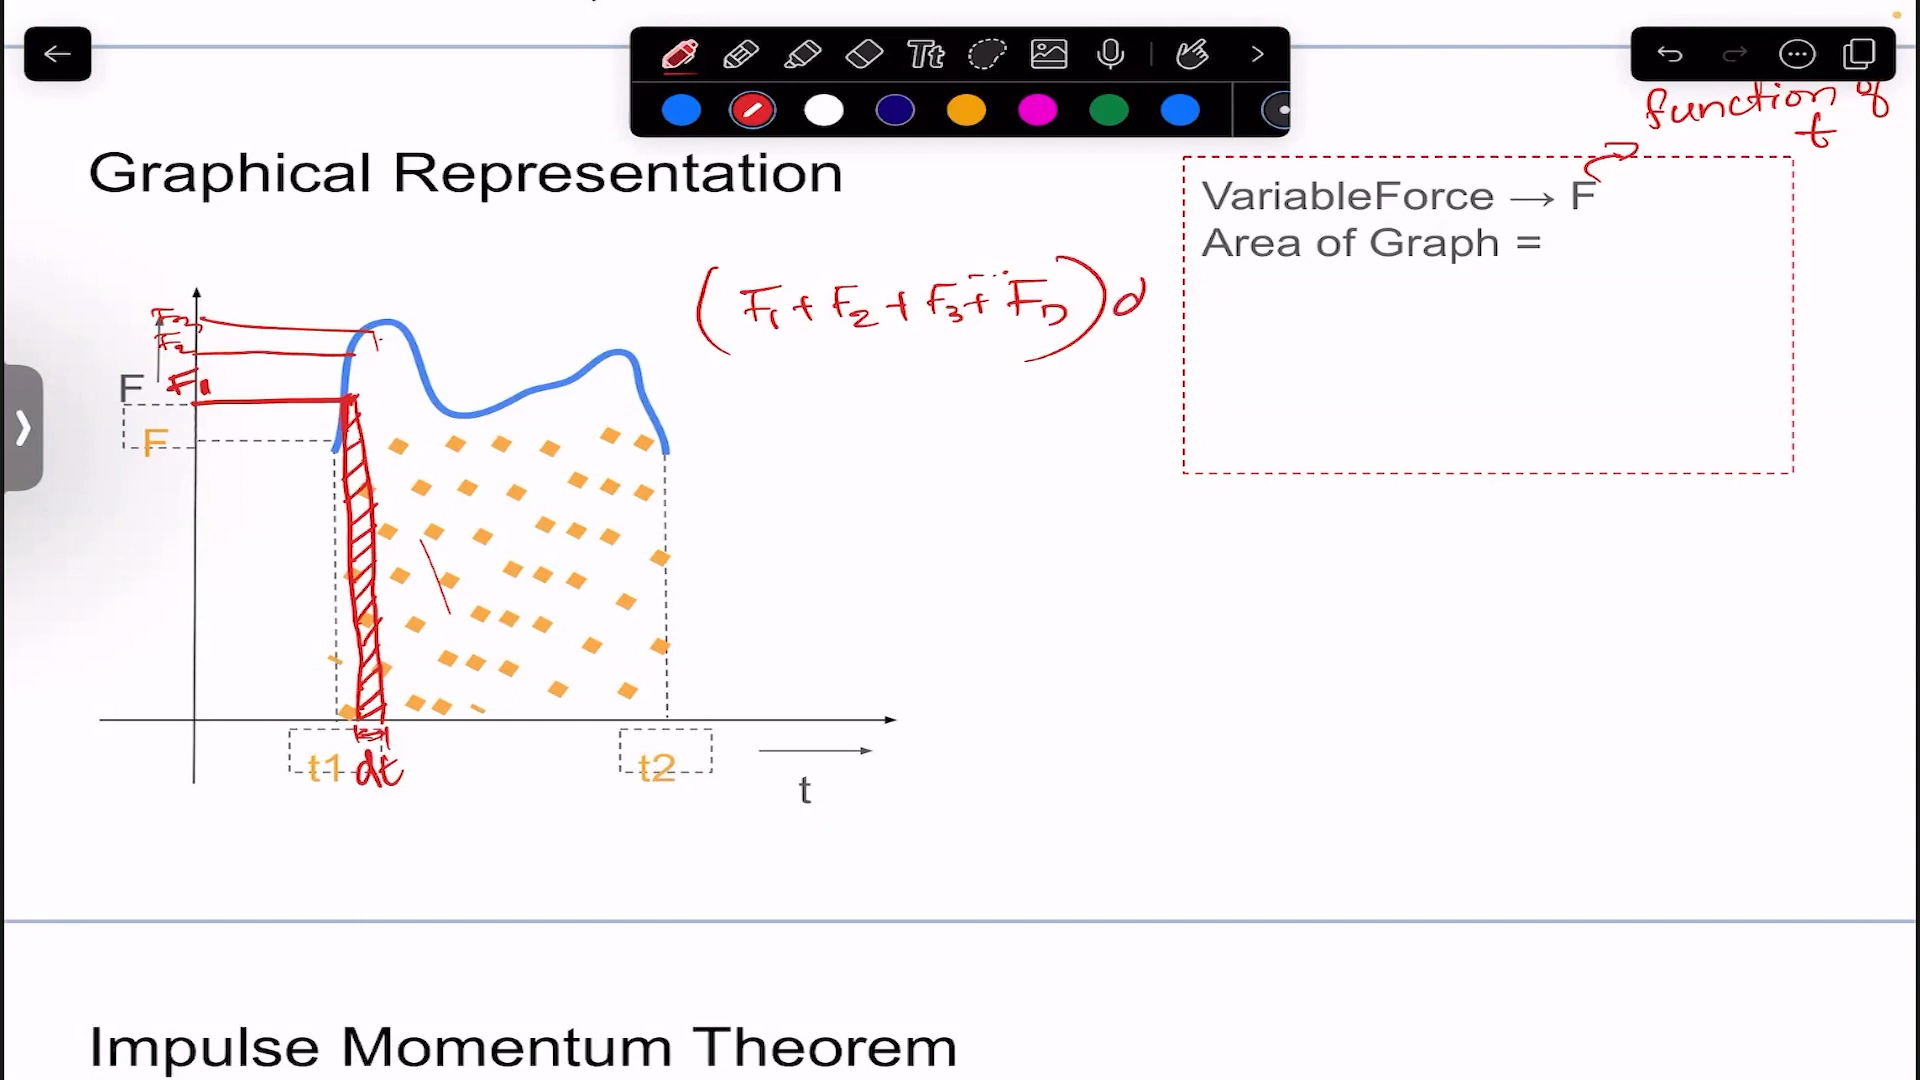 Tt
function of
t
Graphical Representation
VariableForce → F
Area of Graph =
(F1 + F2 + F3 + ... Fn) d
F2
F1
F
F
t1 dt
t2
t
Impulse Momentum Theorem